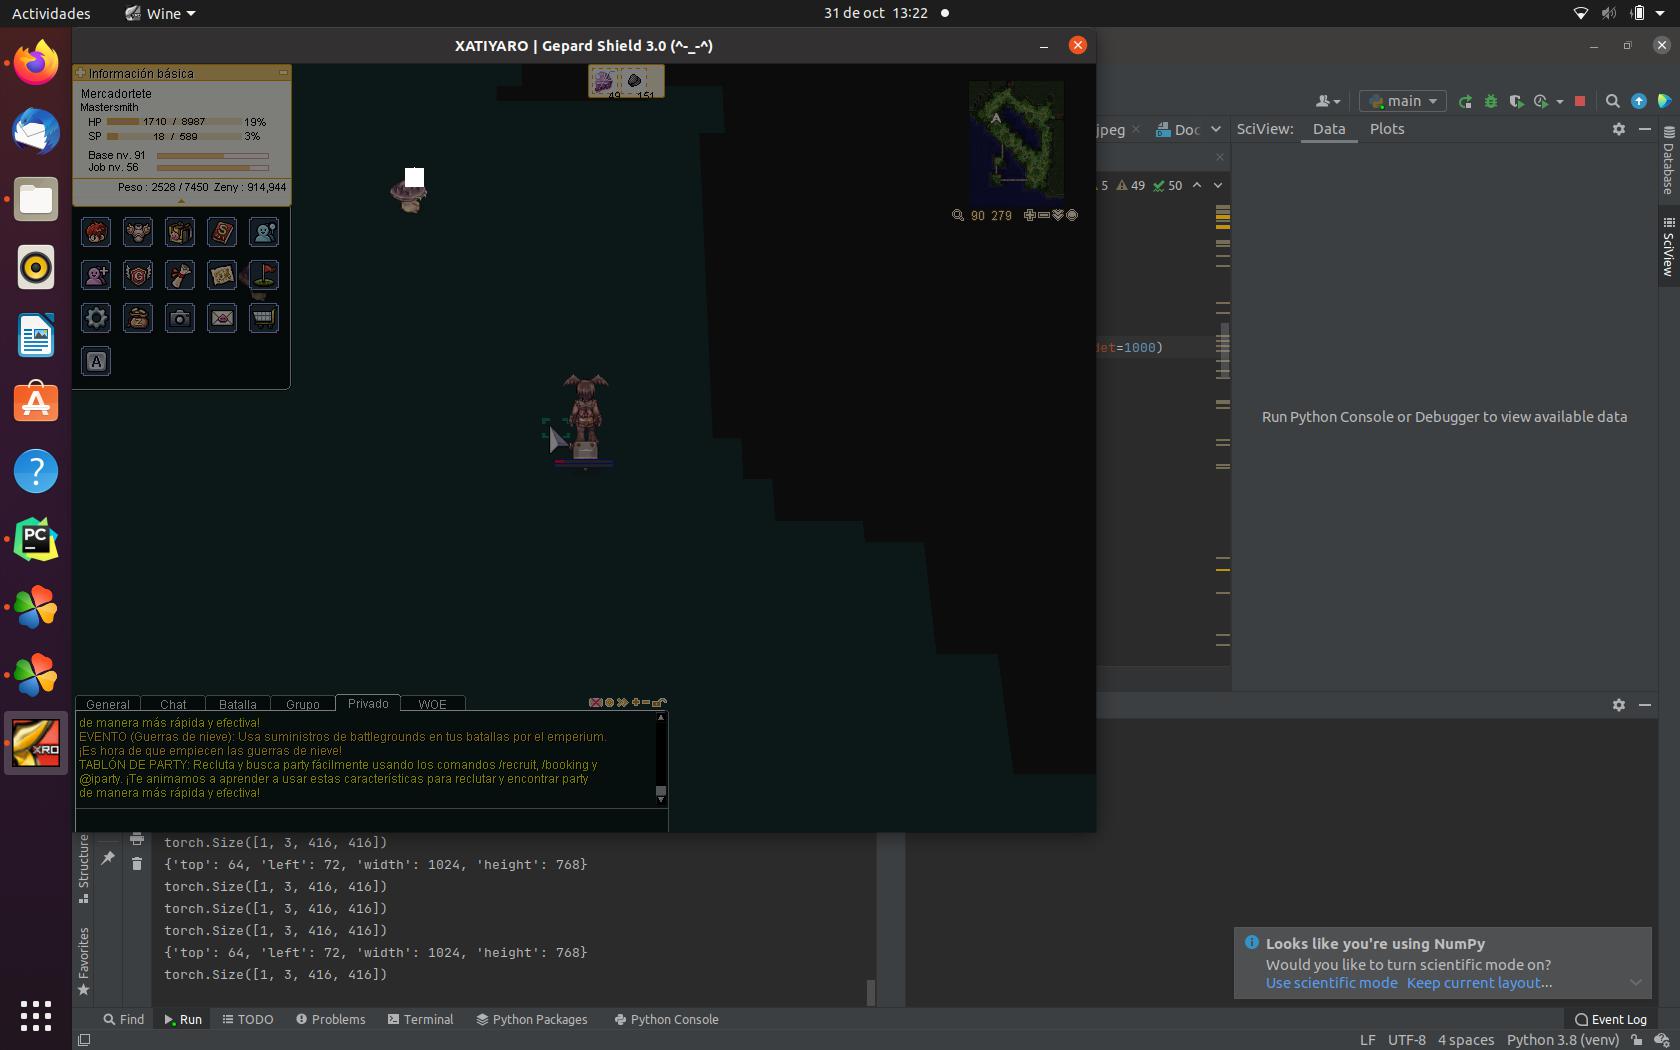 Actividades
Wine
31 de oct 13:22
XATIYARO | Gepard Shield 3.0 (^-_-^)
Información básica
Mercadortete
Mastersmith
HP 1710 / 8987 19%
SP 18 / 589 3%
Base nv. 91
Job nv. 56
Peso : 2528 / 7450 Zeny : 914,944
49 151
90 279
A
main
jpeg
Doc
SciView: Data Plots
5 49 50
det=1000)
Run Python Console or Debugger to view available data
Database
SciView
PC
XRO
General Chat Batalla Grupo Privado WOE
de manera más rápida y efectiva!
EVENTO (Guerras de nieve): Usa suministros de battlegrounds en tus batallas por el emperium.
¡Es hora de que empiecen las guerras de nieve!
TABLÓN DE PARTY: Recluta y busca party fácilmente usando los comandos /recruit, /booking y
@iparty. ¡Te animamos a aprender a usar estas características para reclutar y encontrar party
de manera más rápida y efectiva!
Structure
Favorites
torch.Size([1, 3, 416, 416])
{'top': 64, 'left': 72, 'width': 1024, 'height': 768}
torch.Size([1, 3, 416, 416])
torch.Size([1, 3, 416, 416])
torch.Size([1, 3, 416, 416])
{'top': 64, 'left': 72, 'width': 1024, 'height': 768}
torch.Size([1, 3, 416, 416])
Looks like you're using NumPy
Would you like to turn scientific mode on?
Use scientific mode Keep current layout...
Find Run TODO Problems Terminal Python Packages Python Console
Event Log
LF UTF-8 4 spaces Python 3.8 (venv)